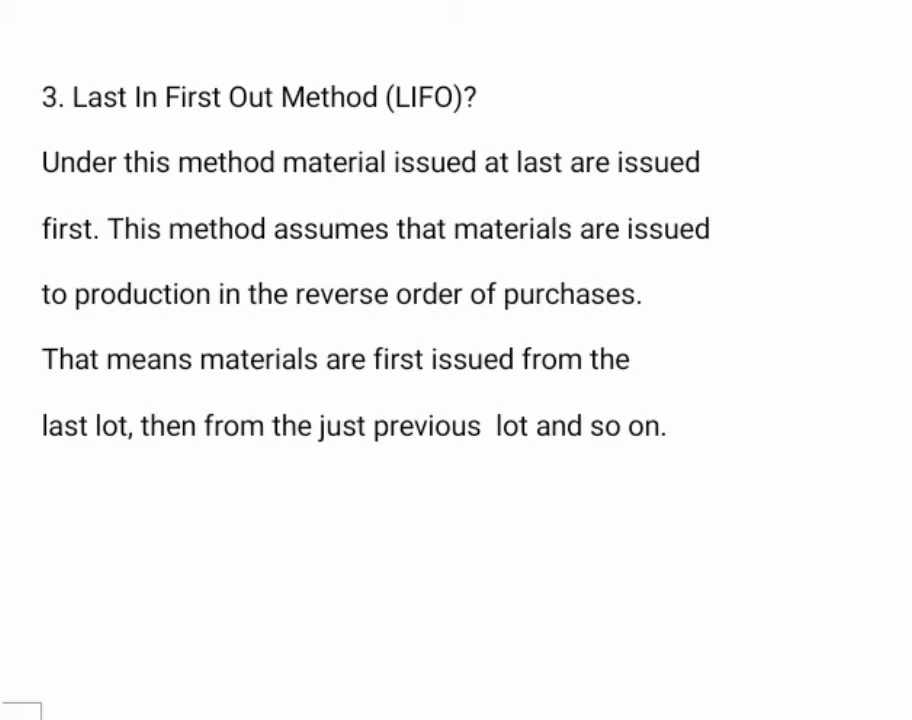 3. Last In First Out Method (LIFO)?
Under this method material issued at last are issued
first. This method assumes that materials are issued
to production in the reverse order of purchases.
That means materials are first issued from the
last lot, then from the just previous  lot and so on.